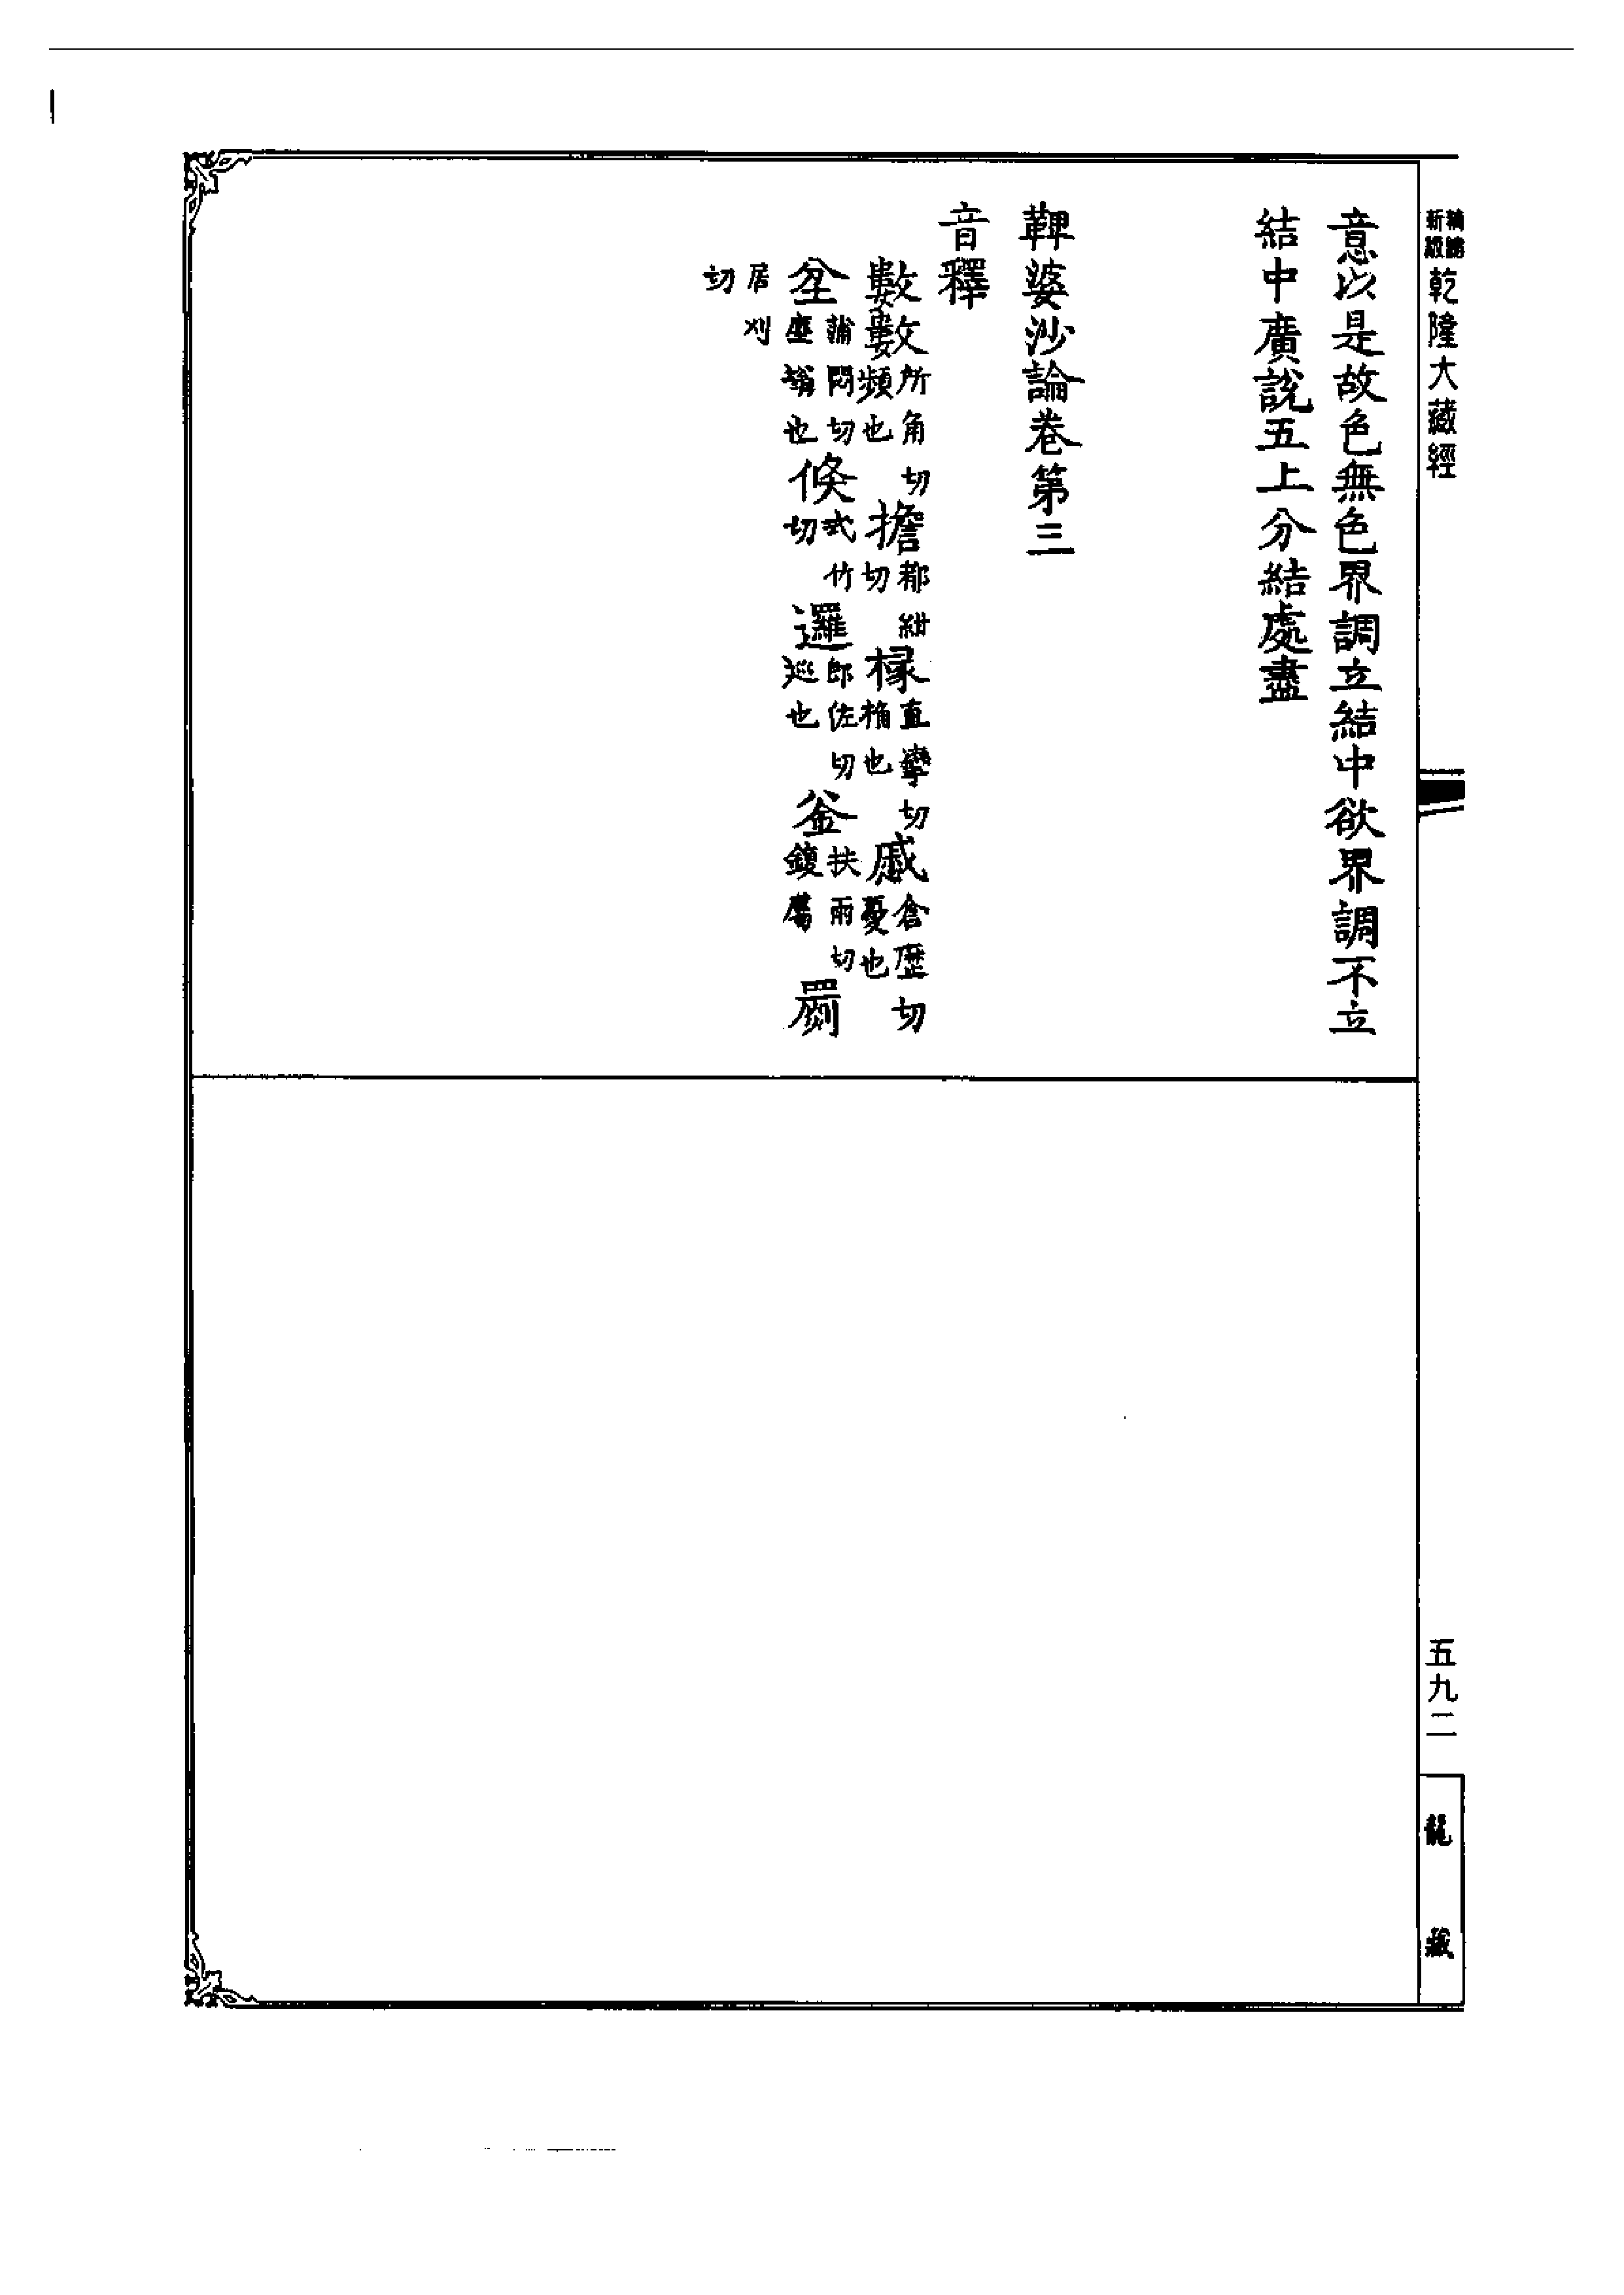 新編縮版乾隆大藏經
意以是故色無色界調立結中欲界調不立
結中廣說五上分結處盡
鞞婆沙論卷第三
音釋
數數所角切頻也擔都紺切椽直攣切桷也戚倉歷切憂也
坌蒲悶切塵塕也倏式竹切邏郎佐切巡也釜扶雨切鍑屬罽
居刈切
五九二
龍藏